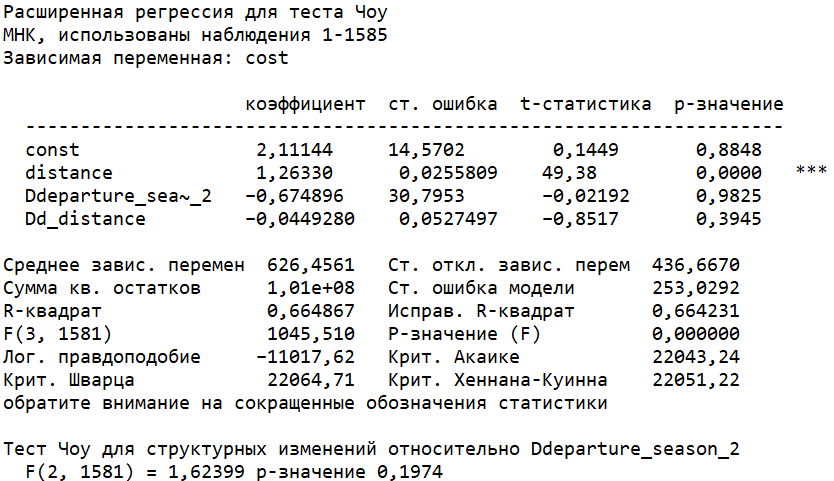 Расширенная регрессия для теста Чоу
МНК, использованы наблюдения 1-1585
Зависимая переменная: cost
коэффициент ст. ошибка t-статистика p-значение
-----------------------------------------------------------------------
const 2,11144 14,5702 0,1449 0,8848
distance 1,26330 0,0255809 49,38 0,0000 ***
Ddeparture_sea~_2 −0,674896 30,7953 −0,02192 0,9825
Dd_distance −0,0449280 0,0527497 −0,8517 0,3945
Среднее завис. перемен 626,4561 Ст. откл. завис. перем 436,6670
Сумма кв. остатков 1,01e+08 Ст. ошибка модели 253,0292
R-квадрат 0,664867 Исправ. R-квадрат 0,664231
F(3, 1581) 1045,510 Р-значение (F) 0,000000
Лог. правдоподобие −11017,62 Крит. Акаике 22043,24
Крит. Шварца 22064,71 Крит. Хеннана-Куинна 22051,22
обратите внимание на сокращенные обозначения статистики
Тест Чоу для структурных изменений относительно Ddeparture_season_2
F(2, 1581) = 1,62399 р-значение 0,1974